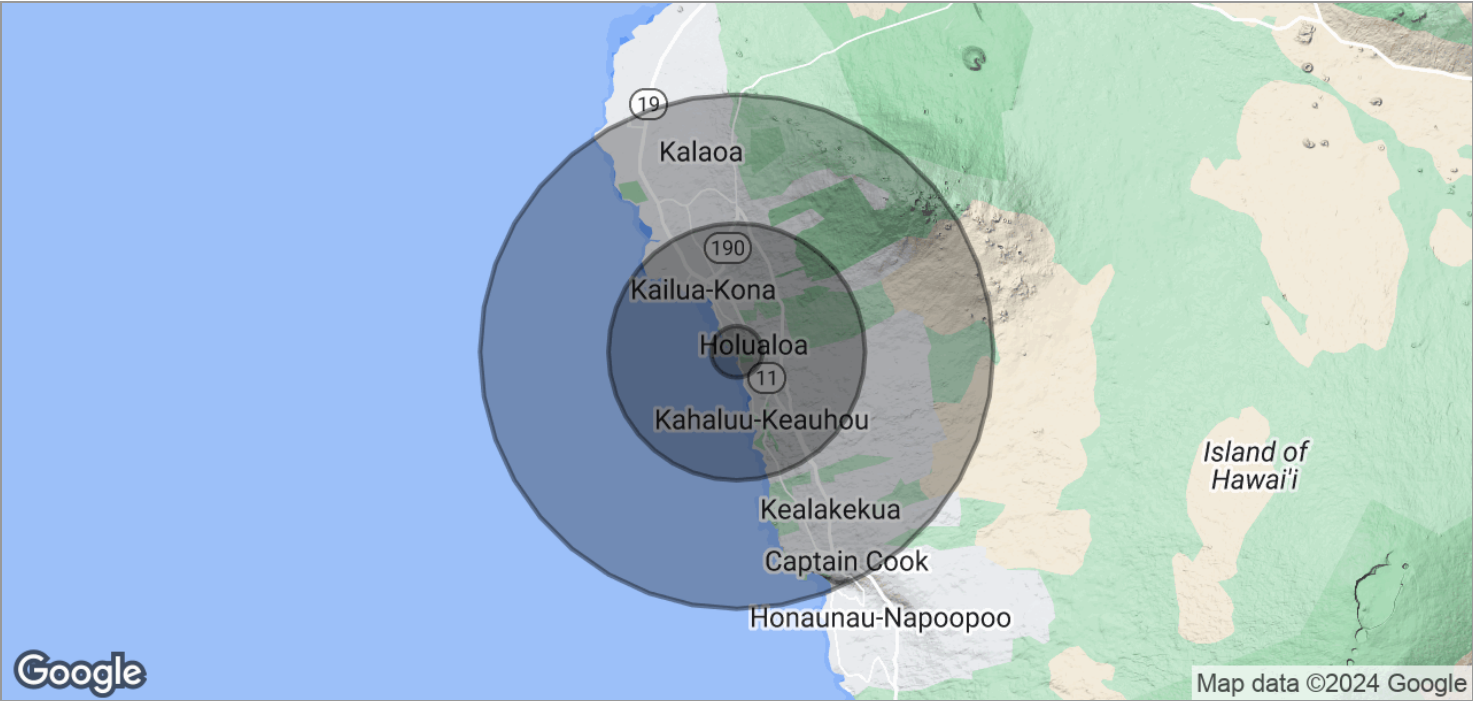 19
Kalaoa
190
Kailua-Kona
Holualoa
11
Kahaluu-Keauhou
Island of
Hawai'i
Kealakekua
Captain Cook
Honaunau-Napoopoo
Google
Map data ©2024 Google